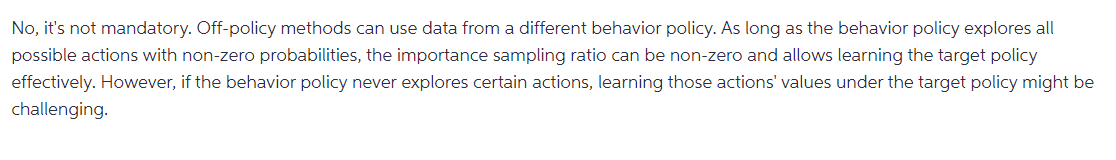 No, it's not mandatory. Off-policy methods can use data from a different behavior policy. As long as the behavior policy explores all
possible actions with non-zero probabilities, the importance sampling ratio can be non-zero and allows learning the target policy
effectively. However, if the behavior policy never explores certain actions, learning those actions' values under the target policy might be
challenging.